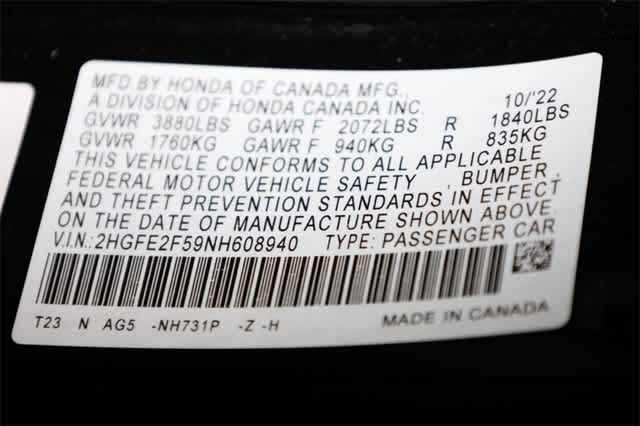 MFD BY HONDA OF CANADA MFG.,
A DIVISION OF HONDA CANADA INC. 10/'22
GVWR 3880LBS GAWR F 2072LBS R 1840LBS
GVWR 1760KG GAWR F 940KG R 835KG
THIS VEHICLE CONFORMS TO ALL APPLICABLE
FEDERAL MOTOR VEHICLE SAFETY , BUMPER,
AND THEFT PREVENTION STANDARDS IN EFFECT
ON THE DATE OF MANUFACTURE SHOWN ABOVE.
V.I.N.:2HGFE2F59NH608940 TYPE: PASSENGER CAR
T23 N AG5 -NH731P -Z -H MADE IN CANADA